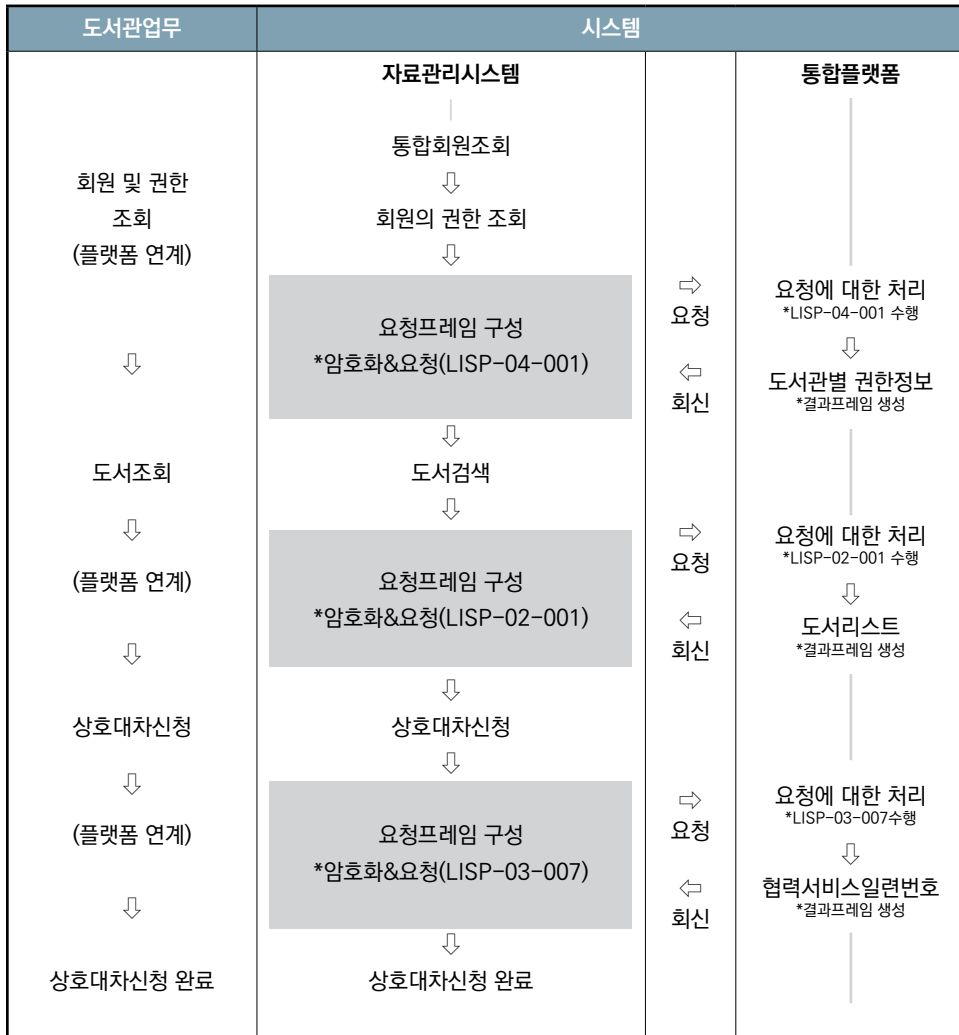 도서관업무
시스템
자료관리시스템
통합플랫폼
통합회원조회
회원 및 권한
조회
(플랫폼 연계)
회원의 권한 조회
요청프레임 구성
*암호화&요청(LISP-04-001)
요청
회신
요청에 대한 처리
*LISP-04-001 수행
도서관별 권한정보
*결과프레임 생성
도서조회
도서검색
(플랫폼 연계)
요청프레임 구성
*암호화&요청(LISP-02-001)
요청
회신
요청에 대한 처리
*LISP-02-001 수행
도서리스트
*결과프레임 생성
상호대차신청
상호대차신청
(플랫폼 연계)
요청프레임 구성
*암호화&요청(LISP-03-007)
요청
회신
요청에 대한 처리
*LISP-03-007수행
협력서비스일련번호
*결과프레임 생성
상호대차신청 완료
상호대차신청 완료